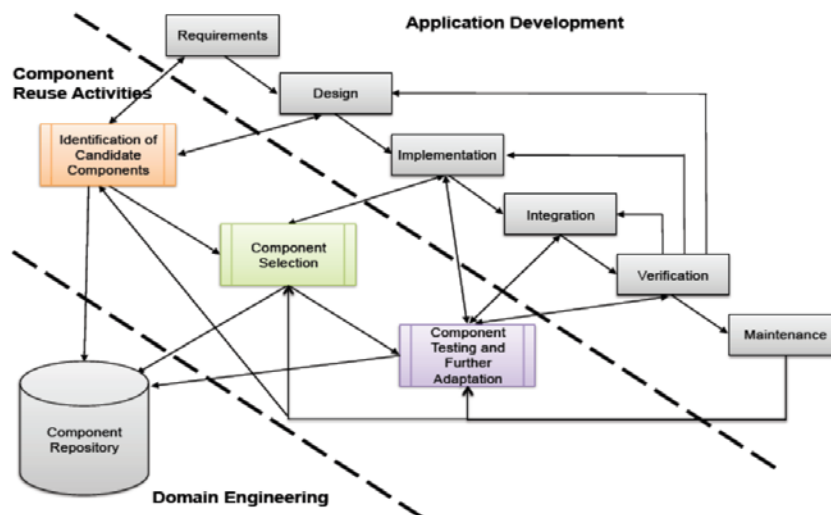 Application Development
Requirements
Component
Reuse Activities
Design
Identification of
Candidate
Components
Implementation
Integration
Component
Selection
Verification
Component
Testing and
Further
Adaptation
Maintenance
Component
Repository
Domain Engineering